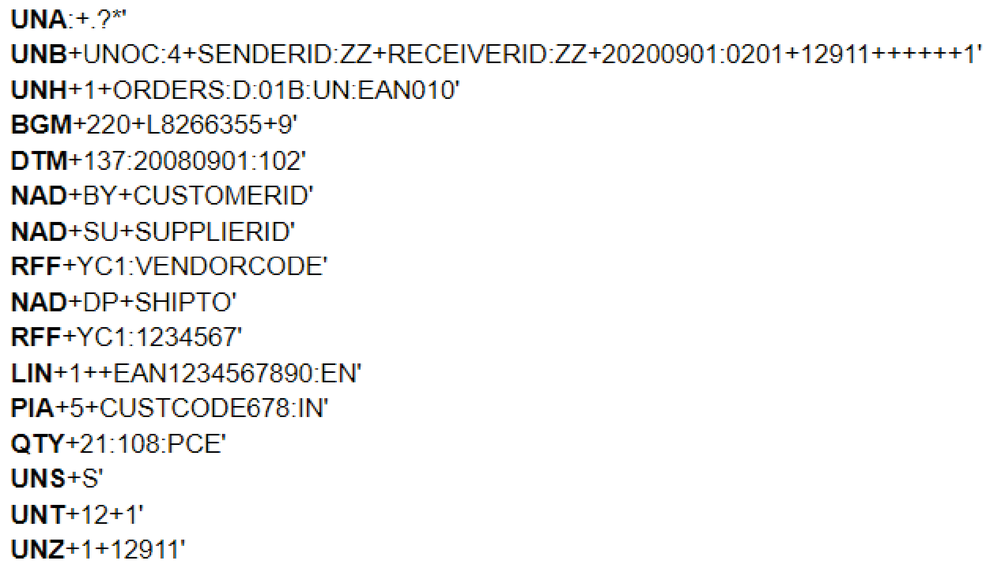 UNA:+.?*'
UNB+UNOC:4+SENDERID:ZZ+RECEIVERID:ZZ+20200901:0201+12911++++++1'
UNH+1+ORDERS:D:01B:UN:EAN010'
BGM+220+L8266355+9'
DTM+137:20080901:102'
NAD+BY+CUSTOMERID'
NAD+SU+SUPPLIERID'
RFF+YC1:VENDORCODE'
NAD+DP+SHIPTO'
RFF+YC1:1234567'
LIN+1++EAN1234567890:EN'
PIA+5+CUSTCODE678:IN'
QTY+21:108:PCE'
UNS+S'
UNT+12+1'
UNZ+1+12911'